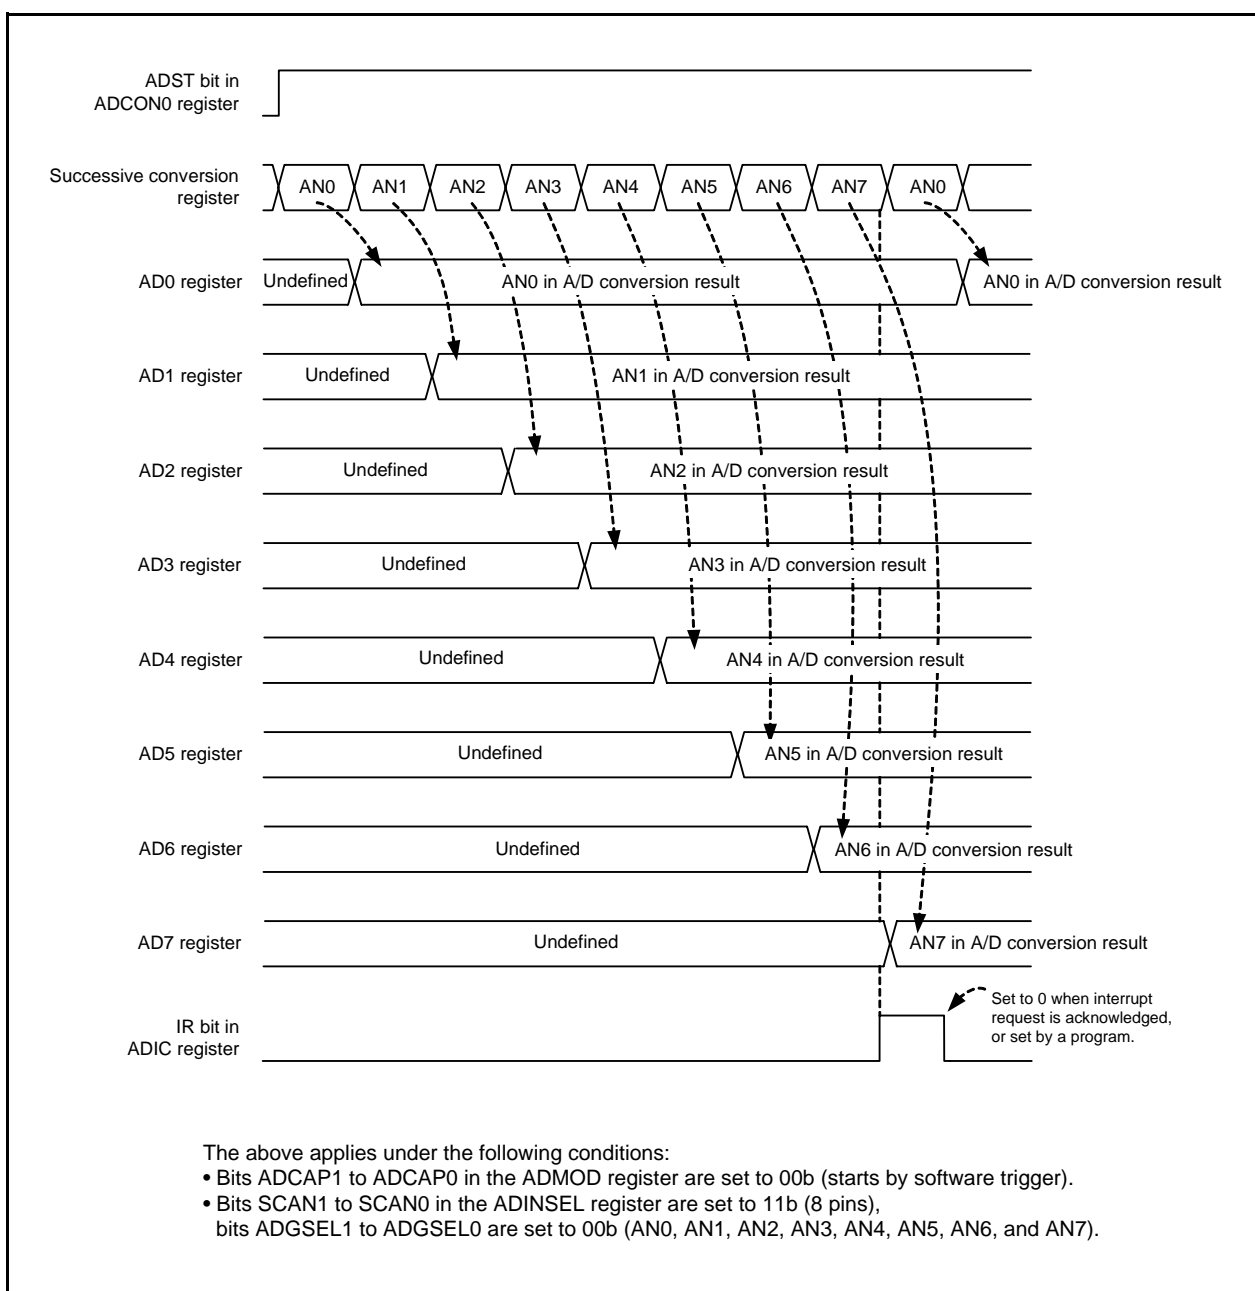 ADST bit in
ADCON0 register
Successive conversion
register
AN0 AN1 AN2 AN3 AN4 AN5 AN6 AN7 AN0
AD0 register
Undefined
AN0 in A/D conversion result
AN0 in A/D conversion result
AD1 register
Undefined
AN1 in A/D conversion result
AD2 register
Undefined
AN2 in A/D conversion result
AD3 register
Undefined
AN3 in A/D conversion result
AD4 register
Undefined
AN4 in A/D conversion result
AD5 register
Undefined
AN5 in A/D conversion result
AD6 register
Undefined
AN6 in A/D conversion result
AD7 register
Undefined
AN7 in A/D conversion result
IR bit in
ADIC register
Set to 0 when interrupt
request is acknowledged,
or set by a program.
The above applies under the following conditions:
• Bits ADCAP1 to ADCAP0 in the ADMOD register are set to 00b (starts by software trigger).
• Bits SCAN1 to SCAN0 in the ADINSEL register are set to 11b (8 pins),
bits ADGSEL1 to ADGSEL0 are set to 00b (AN0, AN1, AN2, AN3, AN4, AN5, AN6, and AN7).